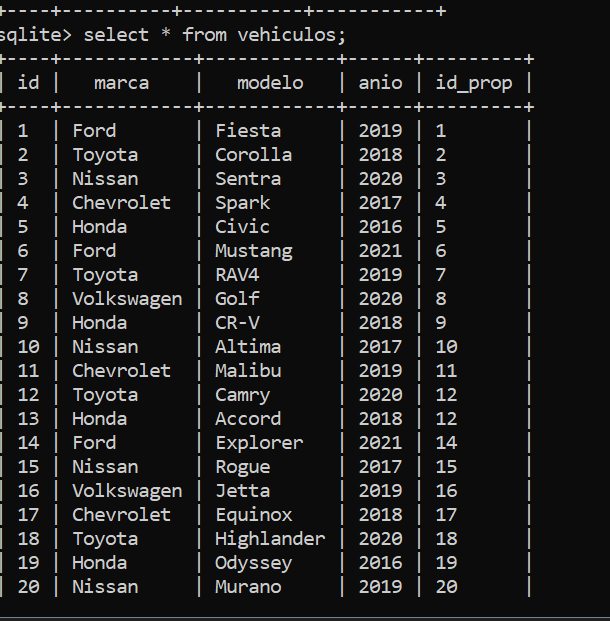 +----+----------+-----------+-----------+
sqlite> select * from vehiculos;
+----+------------+------------+------+---------+
| id |   marca    |   modelo   | anio | id_prop |
+----+------------+------------+------+---------+
| 1  | Ford       | Fiesta     | 2019 | 1       |
| 2  | Toyota     | Corolla    | 2018 | 2       |
| 3  | Nissan     | Sentra     | 2020 | 3       |
| 4  | Chevrolet  | Spark      | 2017 | 4       |
| 5  | Honda      | Civic      | 2016 | 5       |
| 6  | Ford       | Mustang    | 2021 | 6       |
| 7  | Toyota     | RAV4       | 2019 | 7       |
| 8  | Volkswagen | Golf       | 2020 | 8       |
| 9  | Honda      | CR-V       | 2018 | 9       |
| 10 | Nissan     | Altima     | 2017 | 10      |
| 11 | Chevrolet  | Malibu     | 2019 | 11      |
| 12 | Toyota     | Camry      | 2020 | 12      |
| 13 | Honda      | Accord     | 2018 | 12      |
| 14 | Ford       | Explorer   | 2021 | 14      |
| 15 | Nissan     | Rogue      | 2017 | 15      |
| 16 | Volkswagen | Jetta      | 2019 | 16      |
| 17 | Chevrolet  | Equinox    | 2018 | 17      |
| 18 | Toyota     | Highlander | 2020 | 18      |
| 19 | Honda      | Odyssey    | 2016 | 19      |
| 20 | Nissan     | Murano     | 2019 | 20      |